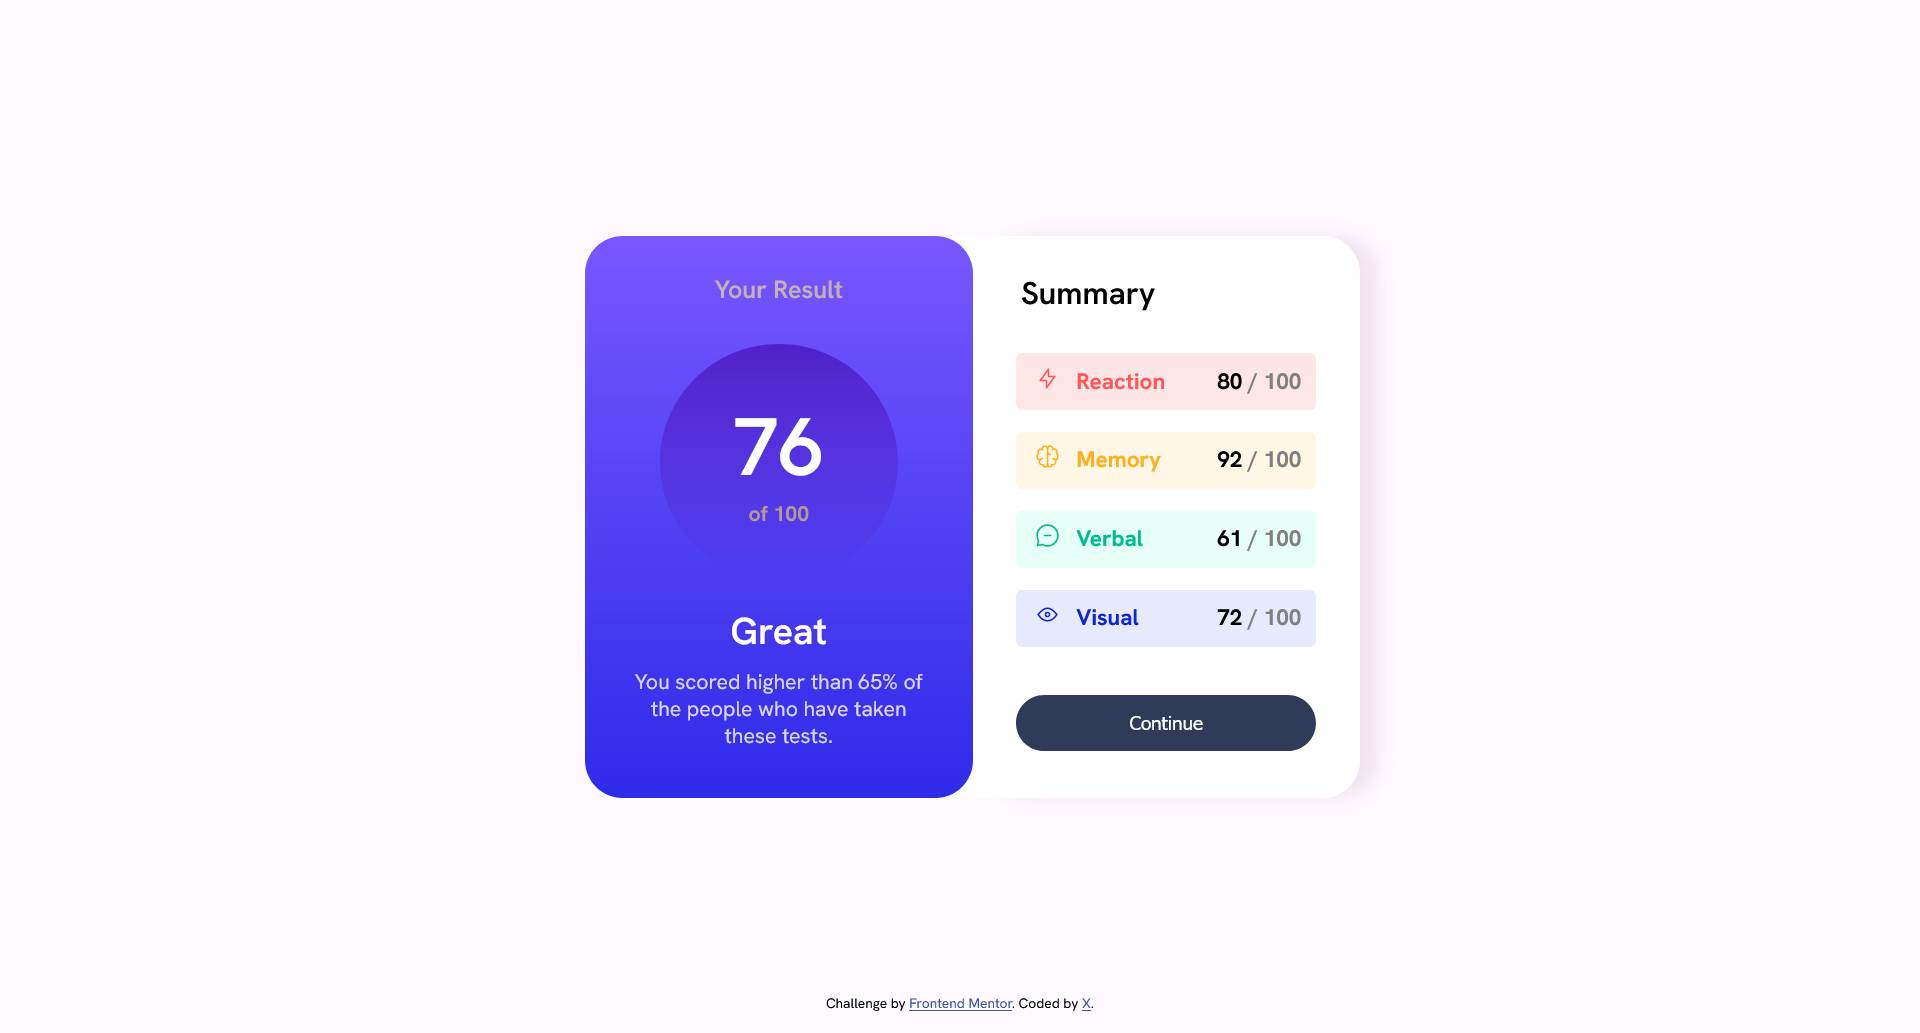 Your Result
76
of 100
Great
You scored higher than 65% of
the people who have taken
these tests.
Summary
Reaction 80 / 100
Memory 92 / 100
Verbal 61 / 100
Visual 72 / 100
Continue
Challenge by Frontend Mentor. Coded by X.